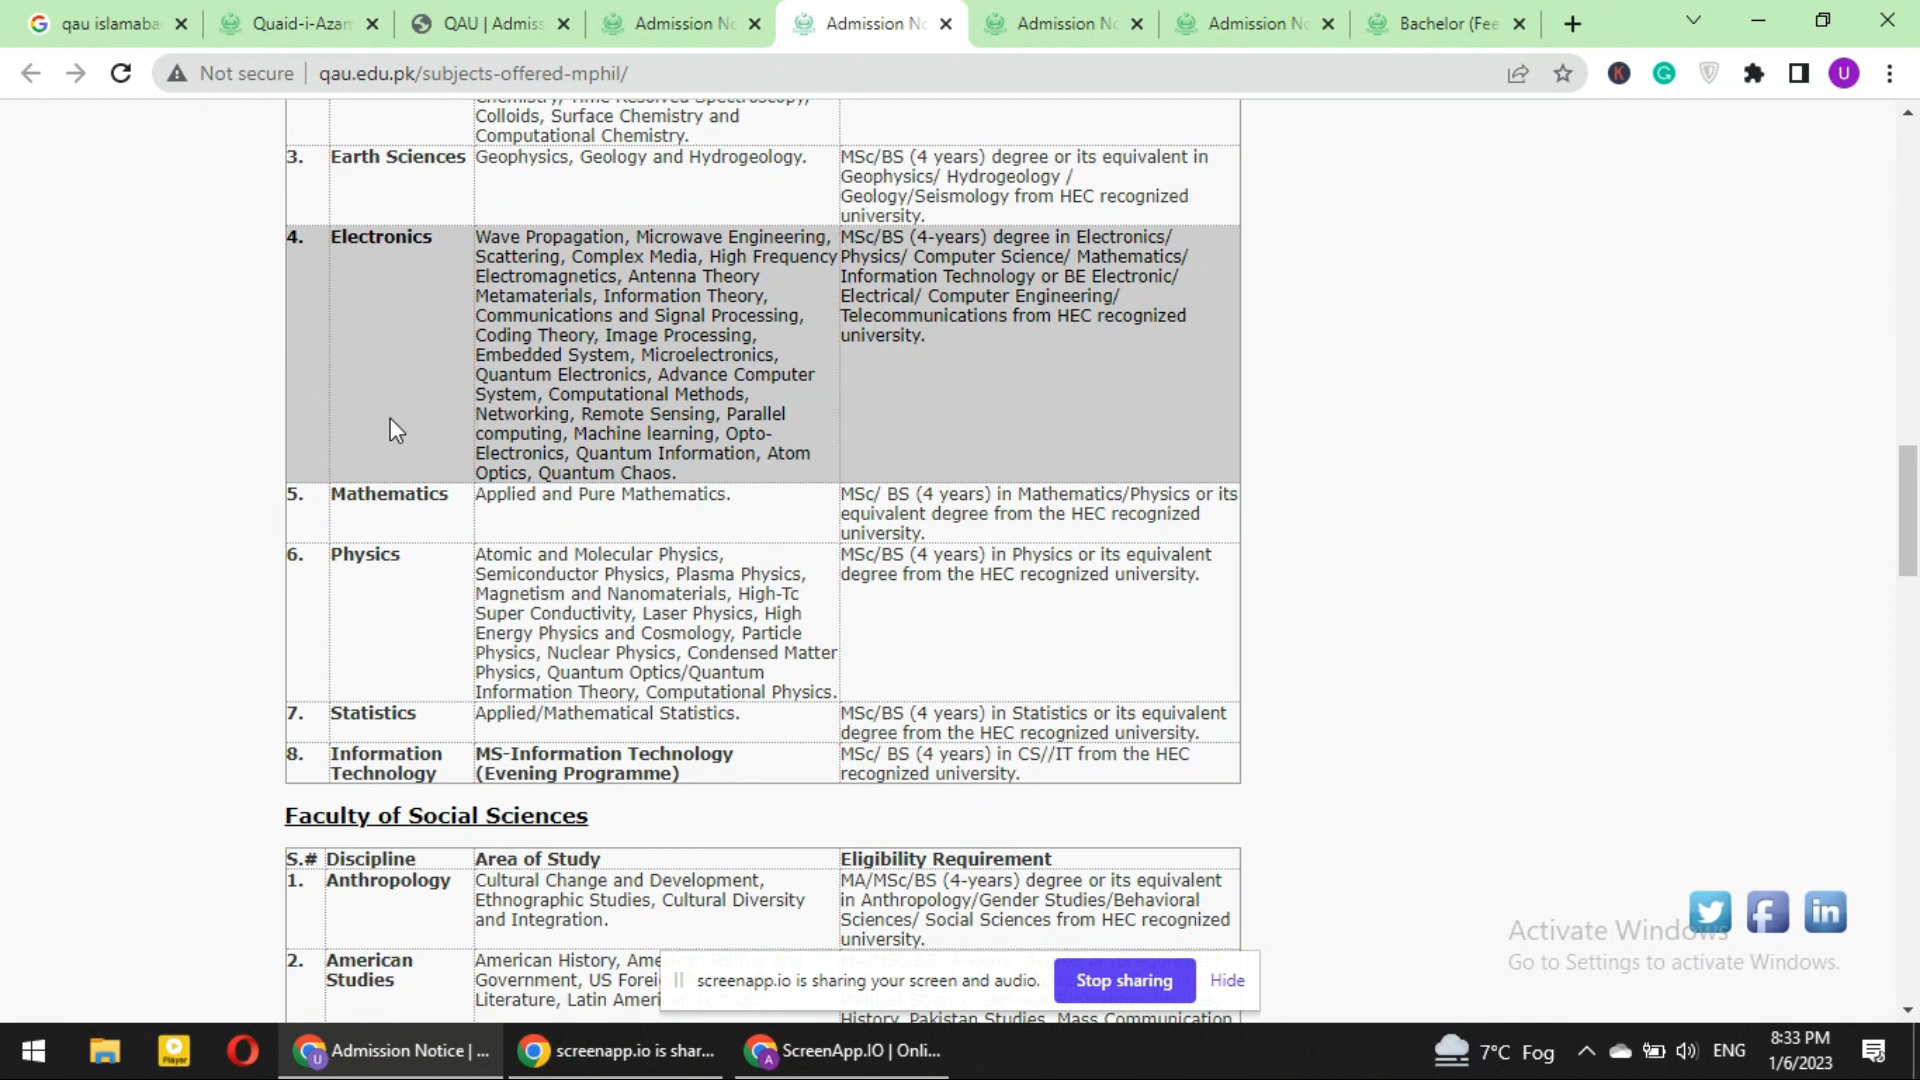 qau islamaba
Quaid-i-Azam
QAU | Admiss
Admission No
Admission No
Admission No
Admission No
Bachelor (Fee
Not secure
qau.edu.pk/subjects-offered-mphil/
K
G
U
Chemistry, Time Resolved Spectroscopy,
Colloids, Surface Chemistry and
Computational Chemistry.
3. Earth Sciences
Geophysics, Geology and Hydrogeology.
MSc/BS (4 years) degree or its equivalent in
Geophysics/ Hydrogeology /
Geology/Seismology from HEC recognized
university.
4. Electronics
Wave Propagation, Microwave Engineering,
Scattering, Complex Media, High Frequency
Electromagnetics, Antenna Theory
Metamaterials, Information Theory,
Communications and Signal Processing,
Coding Theory, Image Processing,
Embedded System, Microelectronics,
Quantum Electronics, Advance Computer
System, Computational Methods,
Networking, Remote Sensing, Parallel
computing, Machine learning, Opto-
Electronics, Quantum Information, Atom
Optics, Quantum Chaos.
MSc/BS (4-years) degree in Electronics/
Physics/ Computer Science/ Mathematics/
Information Technology or BE Electronic/
Electrical/ Computer Engineering/
Telecommunications from HEC recognized
university.
5. Mathematics
Applied and Pure Mathematics.
MSc/ BS (4 years) in Mathematics/Physics or its
equivalent degree from the HEC recognized
university.
6. Physics
Atomic and Molecular Physics,
Semiconductor Physics, Plasma Physics,
Magnetism and Nanomaterials, High-Tc
Super Conductivity, Laser Physics, High
Energy Physics and Cosmology, Particle
Physics, Nuclear Physics, Condensed Matter
Physics, Quantum Optics/Quantum
Information Theory, Computational Physics.
MSc/BS (4 years) in Physics or its equivalent
degree from the HEC recognized university.
7. Statistics
Applied/Mathematical Statistics.
MSc/BS (4 years) in Statistics or its equivalent
degree from the HEC recognized university.
8. Information
Technology
MS-Information Technology
(Evening Programme)
MSc/ BS (4 years) in CS//IT from the HEC
recognized university.
Faculty of Social Sciences
S.# Discipline
Area of Study
Eligibility Requirement
1. Anthropology
Cultural Change and Development,
Ethnographic Studies, Cultural Diversity
and Integration.
MA/MSc/BS (4-years) degree or its equivalent
in Anthropology/Gender Studies/Behavioral
Sciences/ Social Sciences from HEC recognized
university.
2. American
Studies
American History, Ame
Government, US Forei
Literature, Latin Ameri
History, Pakistan Studies, Mass Communication
screenapp.io is sharing your screen and audio.
Stop sharing
Hide
Activate Windows
Go to Settings to activate Windows.
Player
Admission Notice | ...
screenapp.io is shar...
ScreenApp.IO | Onli...
7°C Fog
ENG
8:33 PM
1/6/2023